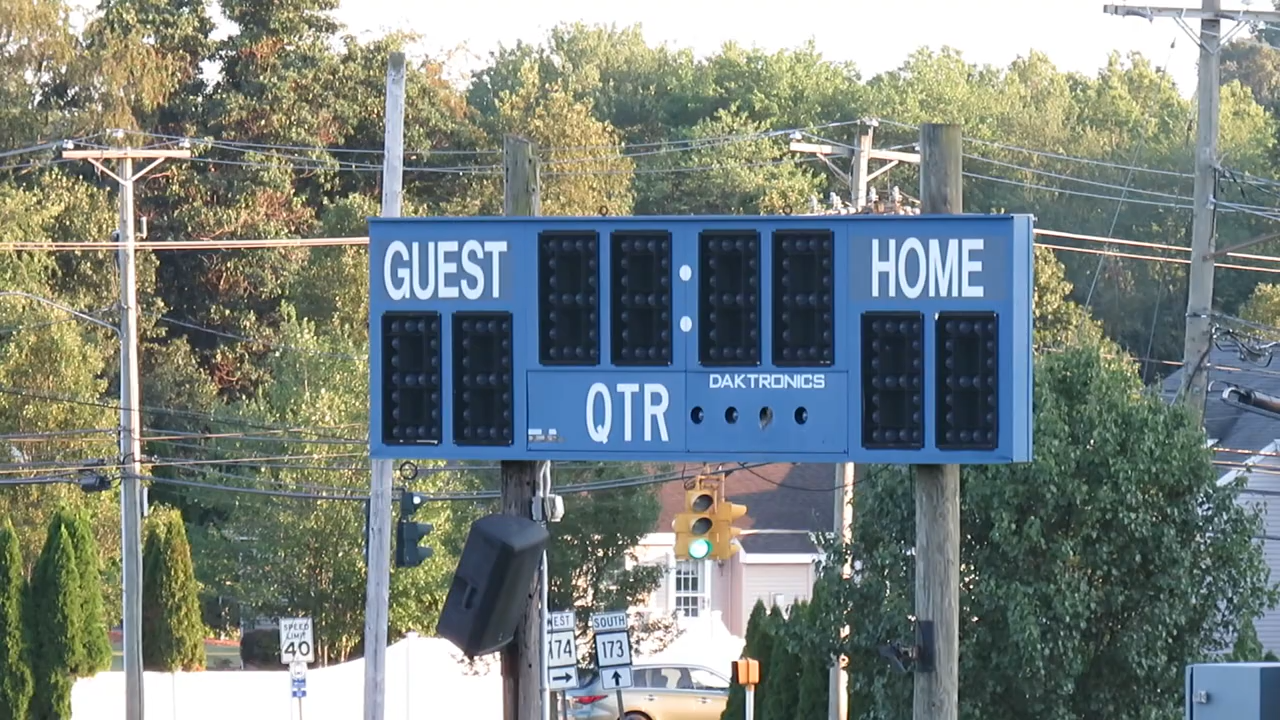 GUEST
:
HOME
QTR
DAKTRONICS
SPEED
LIMIT
40
WEST
174
SOUTH
173